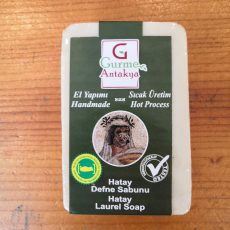 G
Gurme
Antakya
El Yapımı
Handmade
Sıcak Üretim
Hot Process
Hatay
Defne Sabunu
Hatay
Laurel Soap